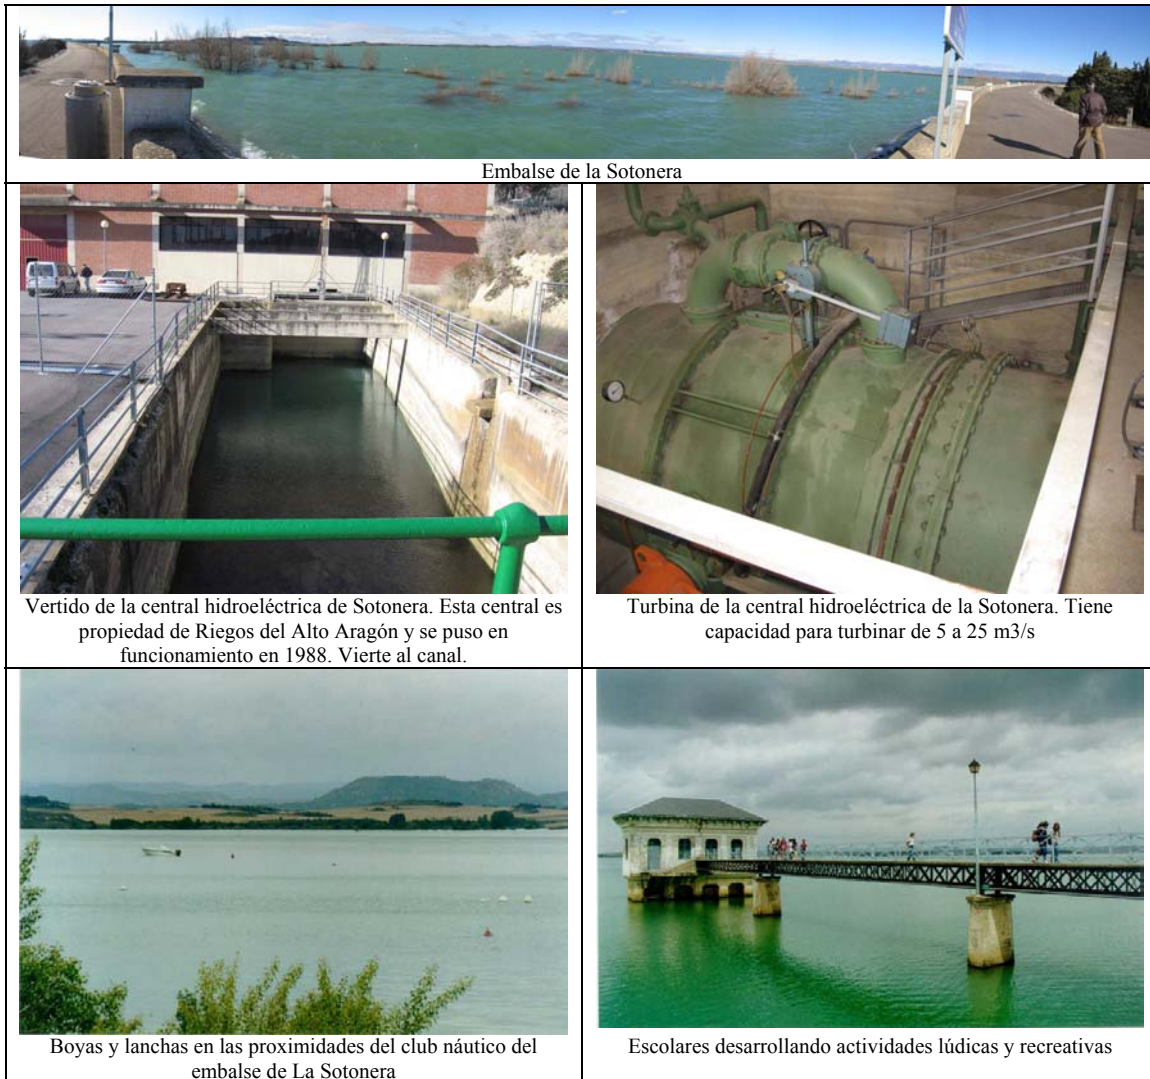 Embalse de la Sotonera
Vertido de la central hidroeléctrica de Sotonera. Esta central es
propiedad de Riegos del Alto Aragón y se puso en
funcionamiento en 1988. Vierte al canal.
Turbina de la central hidroeléctrica de la Sotonera. Tiene
capacidad para turbinar de 5 a 25 m3/s
Boyas y lanchas en las proximidades del club náutico del
embalse de La Sotonera
Escolares desarrollando actividades lúdicas y recreativas